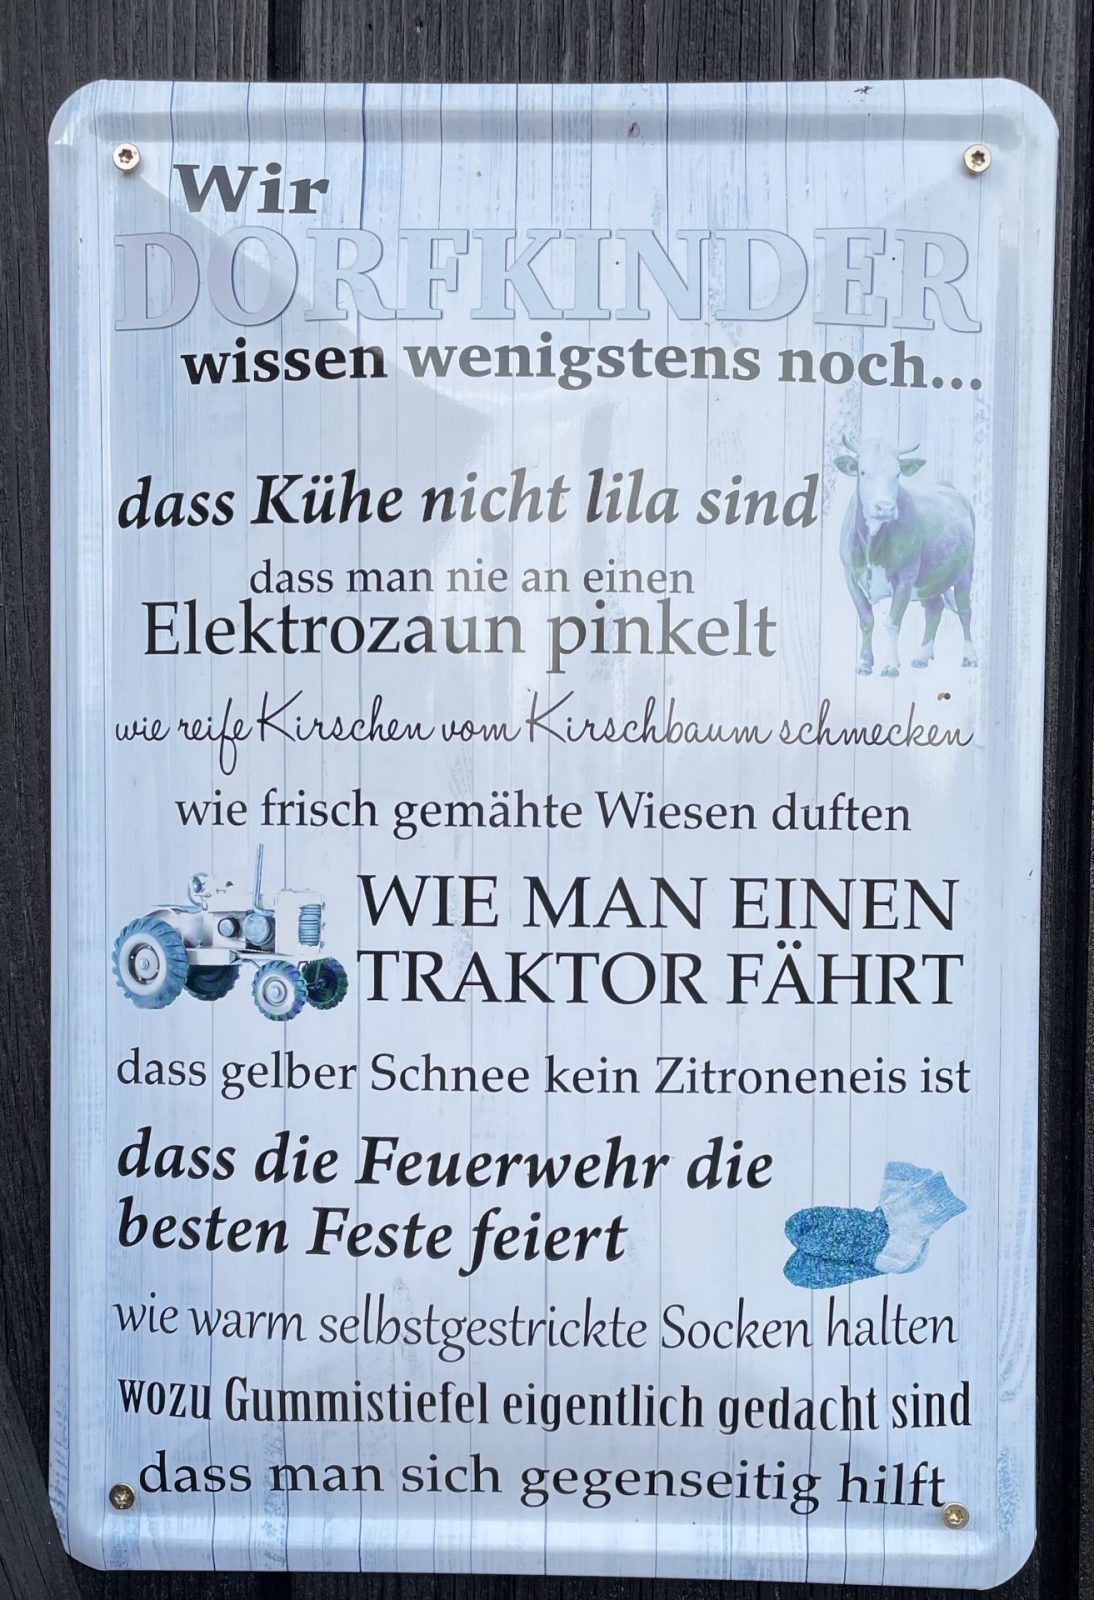 Wir
DORFKINDER
wissen wenigstens noch...
dass Kühe nicht lila sind
dass man nie an einen
Elektrozaun pinkelt
wie reife Kirschen vom Kirschbaum schmecken
wie frisch gemähte Wiesen duften
WIE MAN EINEN
TRAKTOR FÄHRT
dass gelber Schnee kein Zitroneneis ist
dass die Feuerwehr die
besten Feste feiert
wie warm selbstgestrickte Socken halten
wozu Gummistiefel eigentlich gedacht sind
dass man sich gegenseitig hilft